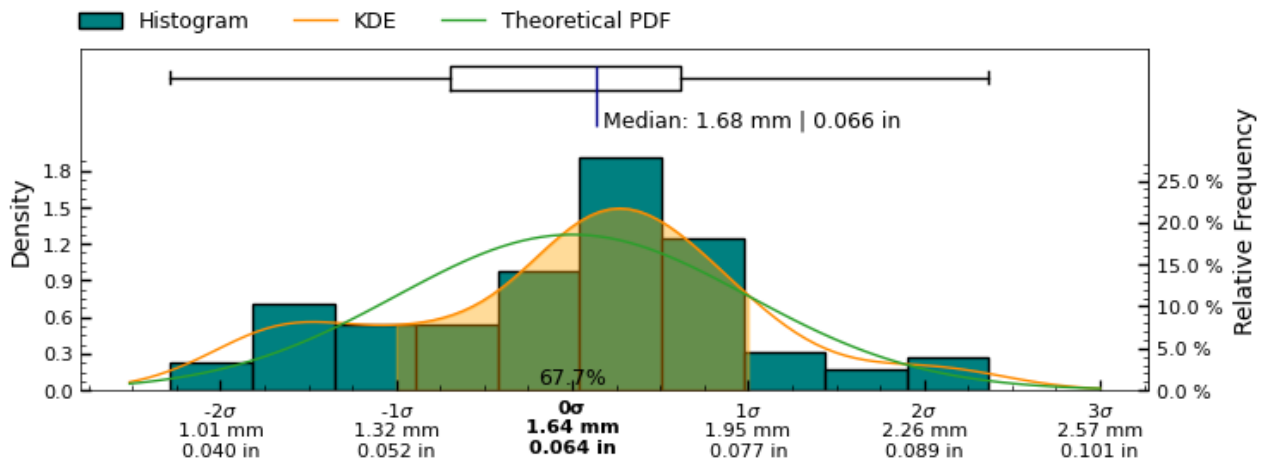 Histogram KDE Theoretical PDF
Median: 1.68 mm | 0.066 in
Density
1.8
1.5
1.2
0.9
0.6
0.3
0.0
Relative Frequency
25.0 %
20.0 %
15.0 %
10.0 %
5.0 %
0.0 %
67.7%
-2σ -1σ 0σ 1σ 2σ 3σ
1.01 mm 1.32 mm 1.64 mm 1.95 mm 2.26 mm 2.57 mm
0.040 in 0.052 in 0.064 in 0.077 in 0.089 in 0.101 in